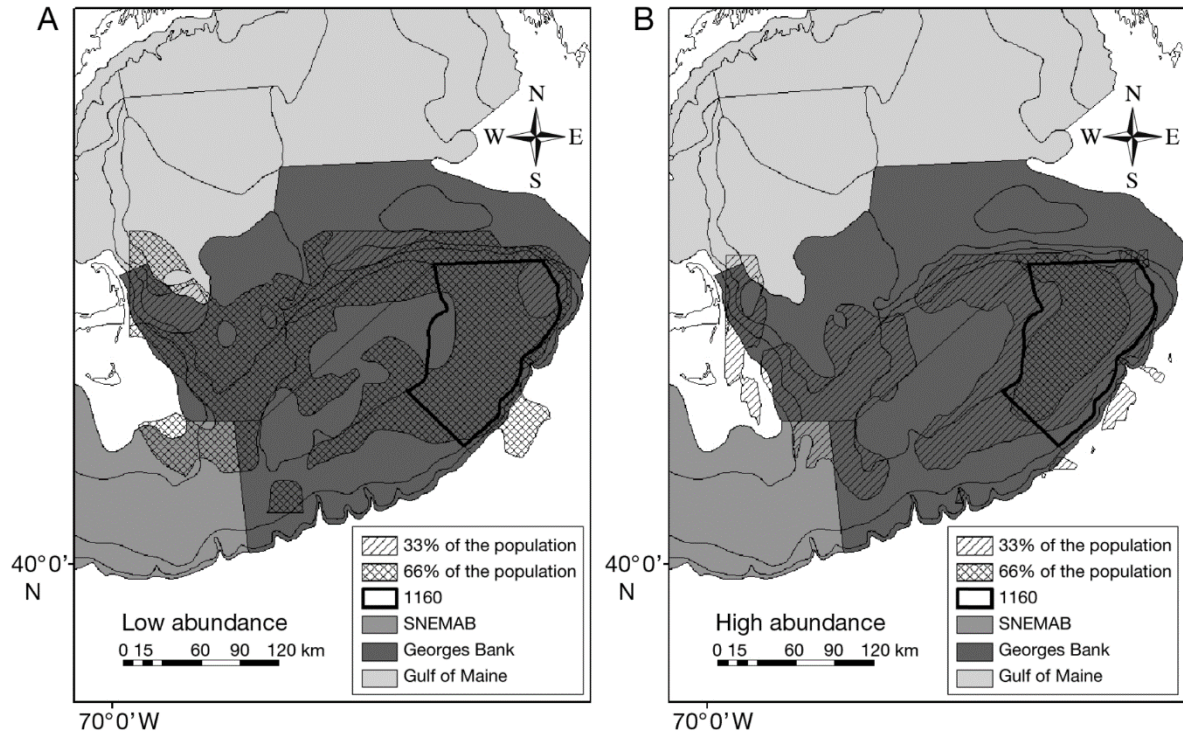 A
N
W E
S
40°0'
N
Low abundance
0 15 30 60 90 120 km
33% of the population
66% of the population
1160
SNEMAB
Georges Bank
Gulf of Maine
70°0'W
B
N
W E
S
40°0'
N
High abundance
0 15 30 60 90 120 km
33% of the population
66% of the population
1160
SNEMAB
Georges Bank
Gulf of Maine
70°0'W